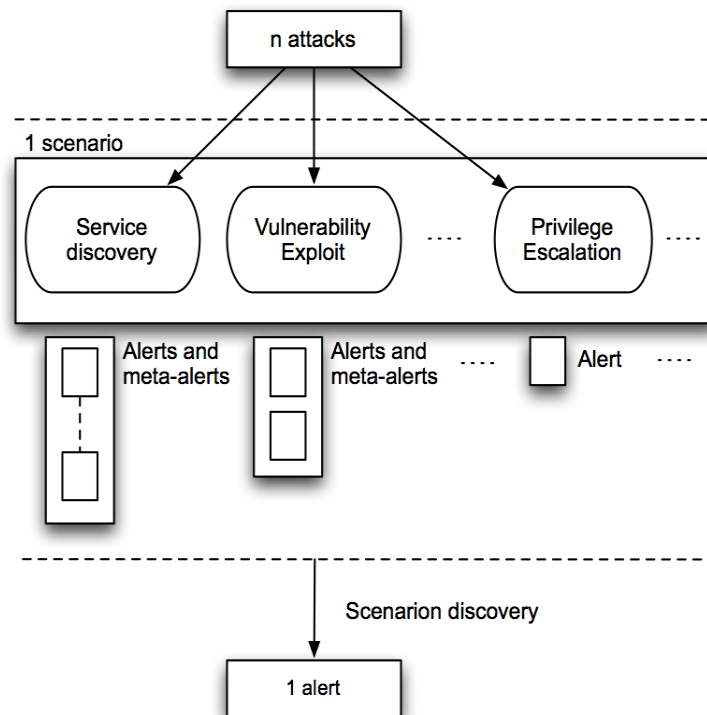 n attacks
1 scenario
Service
discovery
Vulnerability
Exploit
....
Privilege
Escalation
....
Alerts and
meta-alerts
Alerts and
meta-alerts
....
Alert
....
Scenarion discovery
1 alert